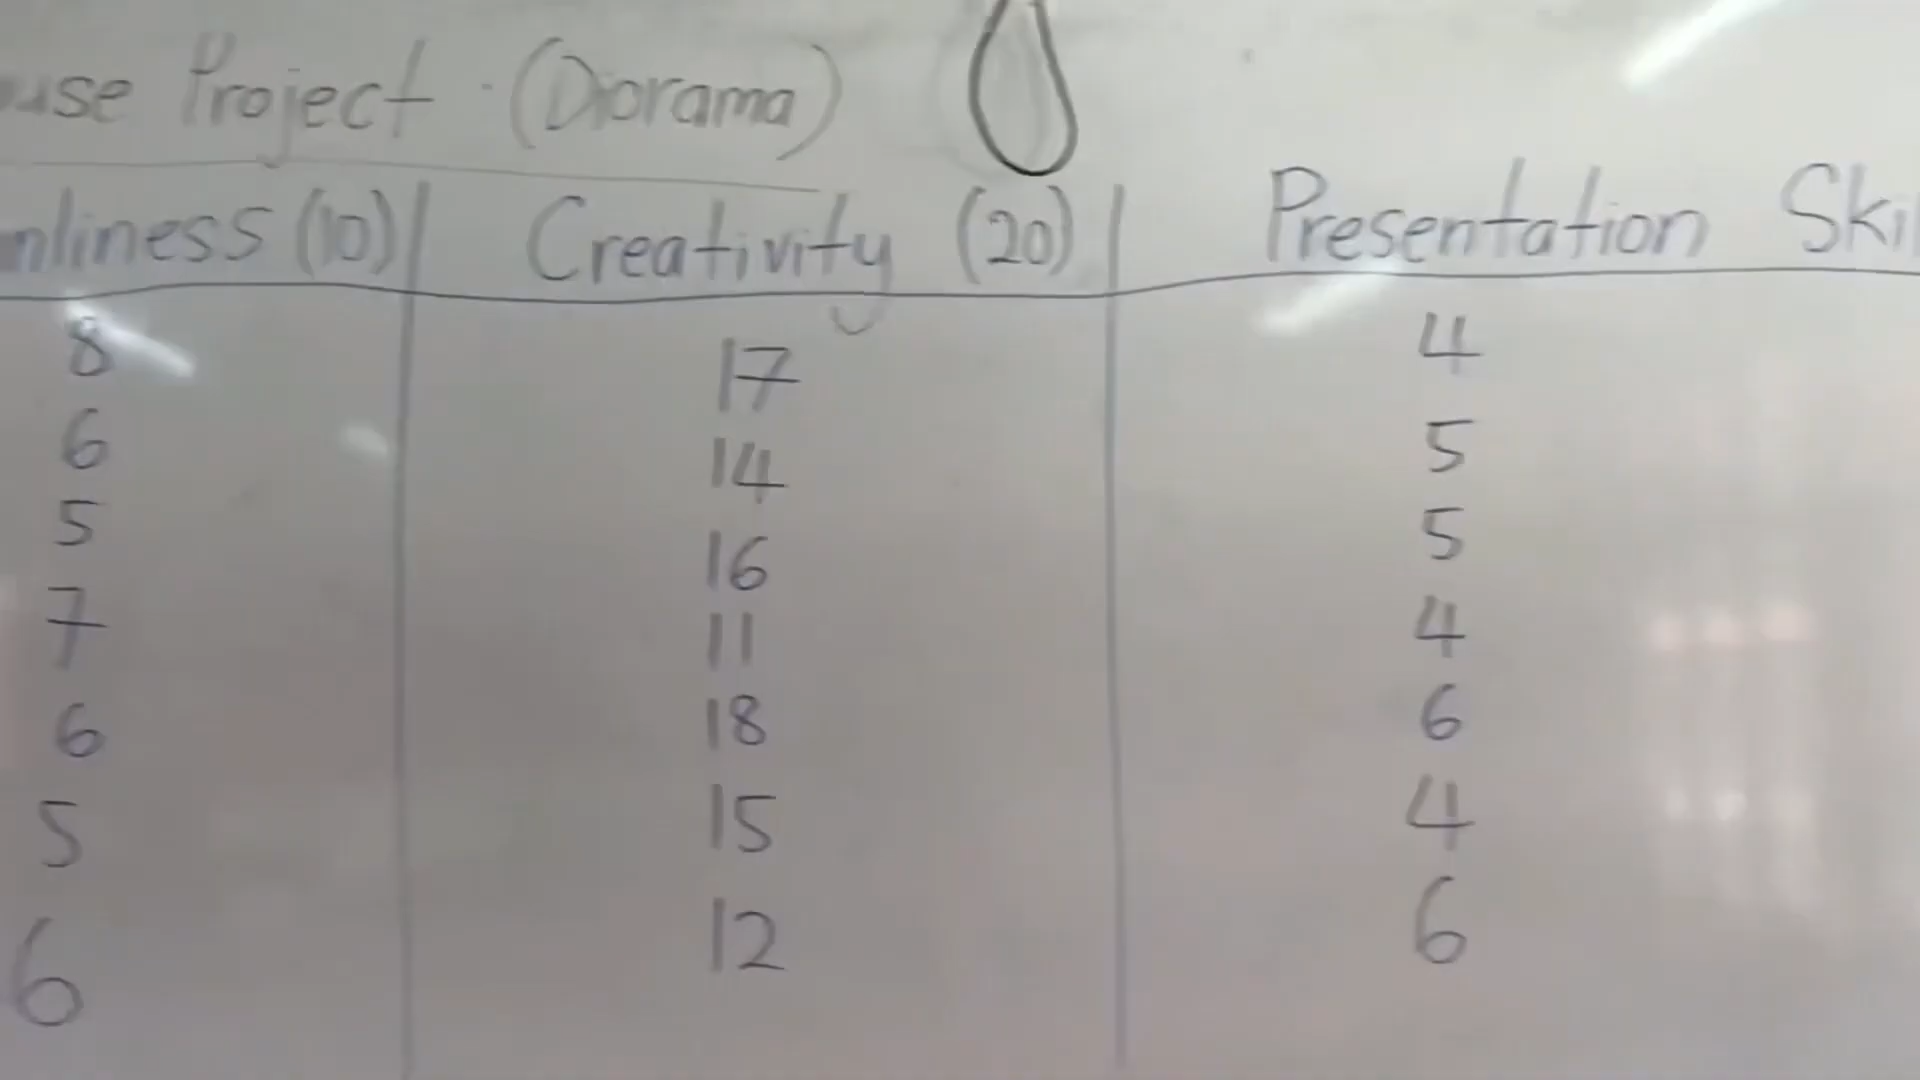 use Project (Diorama)
nliness (10) Creativity (20) Presentation Skil
8 17 4
6 14 5
5 16 5
7 11 4
6 18 6
5 15 4
6 12 6